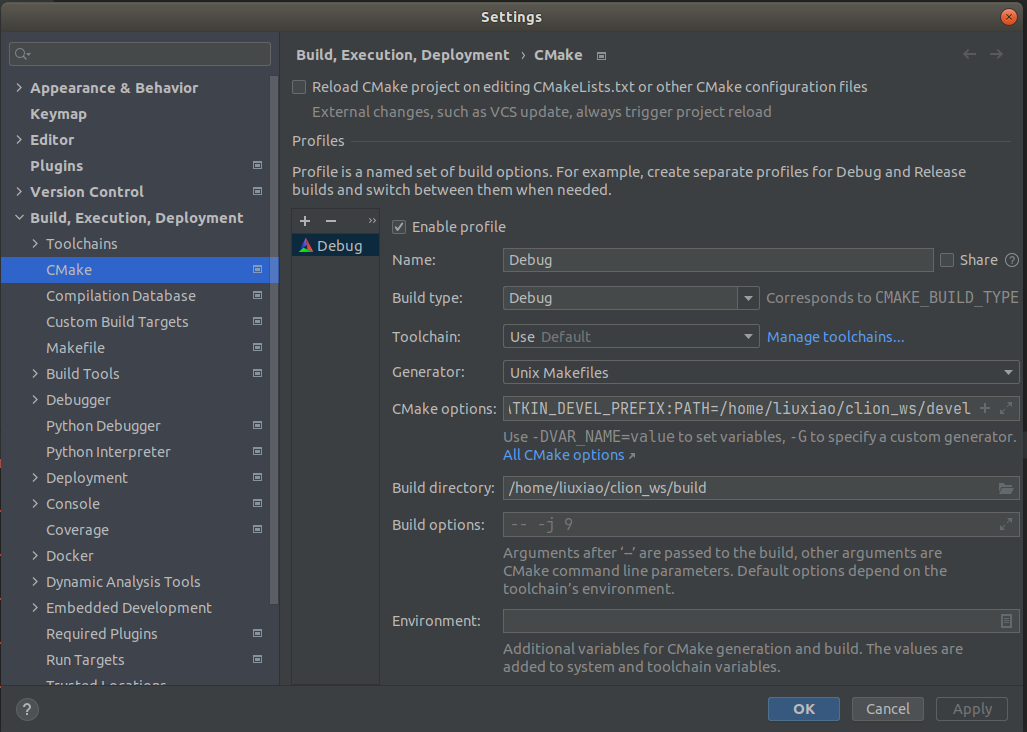 Settings
Appearance & Behavior
Keymap
Editor
Plugins
Version Control
Build, Execution, Deployment
Toolchains
CMake
Compilation Database
Custom Build Targets
Makefile
Build Tools
Debugger
Python Debugger
Python Interpreter
Deployment
Console
Coverage
Docker
Dynamic Analysis Tools
Embedded Development
Required Plugins
Run Targets
Trusted Locations
Build, Execution, Deployment › CMake
Reload CMake project on editing CMakeLists.txt or other CMake configuration files
External changes, such as VCS update, always trigger project reload
Profiles
Profile is a named set of build options. For example, create separate profiles for Debug and Release
builds and switch between them when needed.
+ − »
Debug
Enable profile
Name: Debug Share ?
Build type: Debug Corresponds to CMAKE_BUILD_TYPE
Toolchain: Use Default Manage toolchains...
Generator: Unix Makefiles
CMake options: ATKIN_DEVEL_PREFIX:PATH=/home/liuxiao/clion_ws/devel
Use -DVAR_NAME=value to set variables, -G to specify a custom generator.
All CMake options ↗
Build directory: /home/liuxiao/clion_ws/build
Build options: -- -j 9
Arguments after ‘--’ are passed to the build, other arguments are
CMake command line parameters. Default options depend on the
toolchain’s environment.
Environment:
Additional variables for CMake generation and build. The values are
added to system and toolchain variables.
? OK Cancel Apply